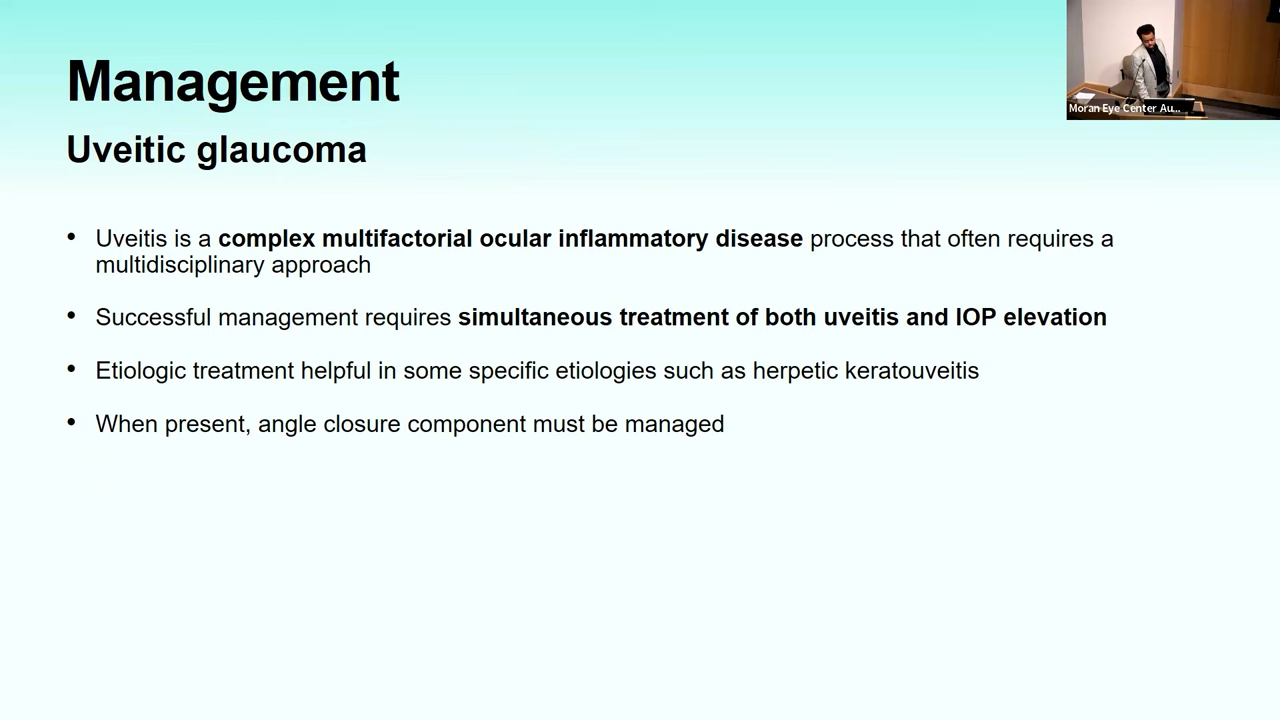 Management
Moran Eye Center Au...
Uveitic glaucoma
• Uveitis is a complex multifactorial ocular inflammatory disease process that often requires a
multidisciplinary approach
• Successful management requires simultaneous treatment of both uveitis and IOP elevation
• Etiologic treatment helpful in some specific etiologies such as herpetic keratouveitis
• When present, angle closure component must be managed